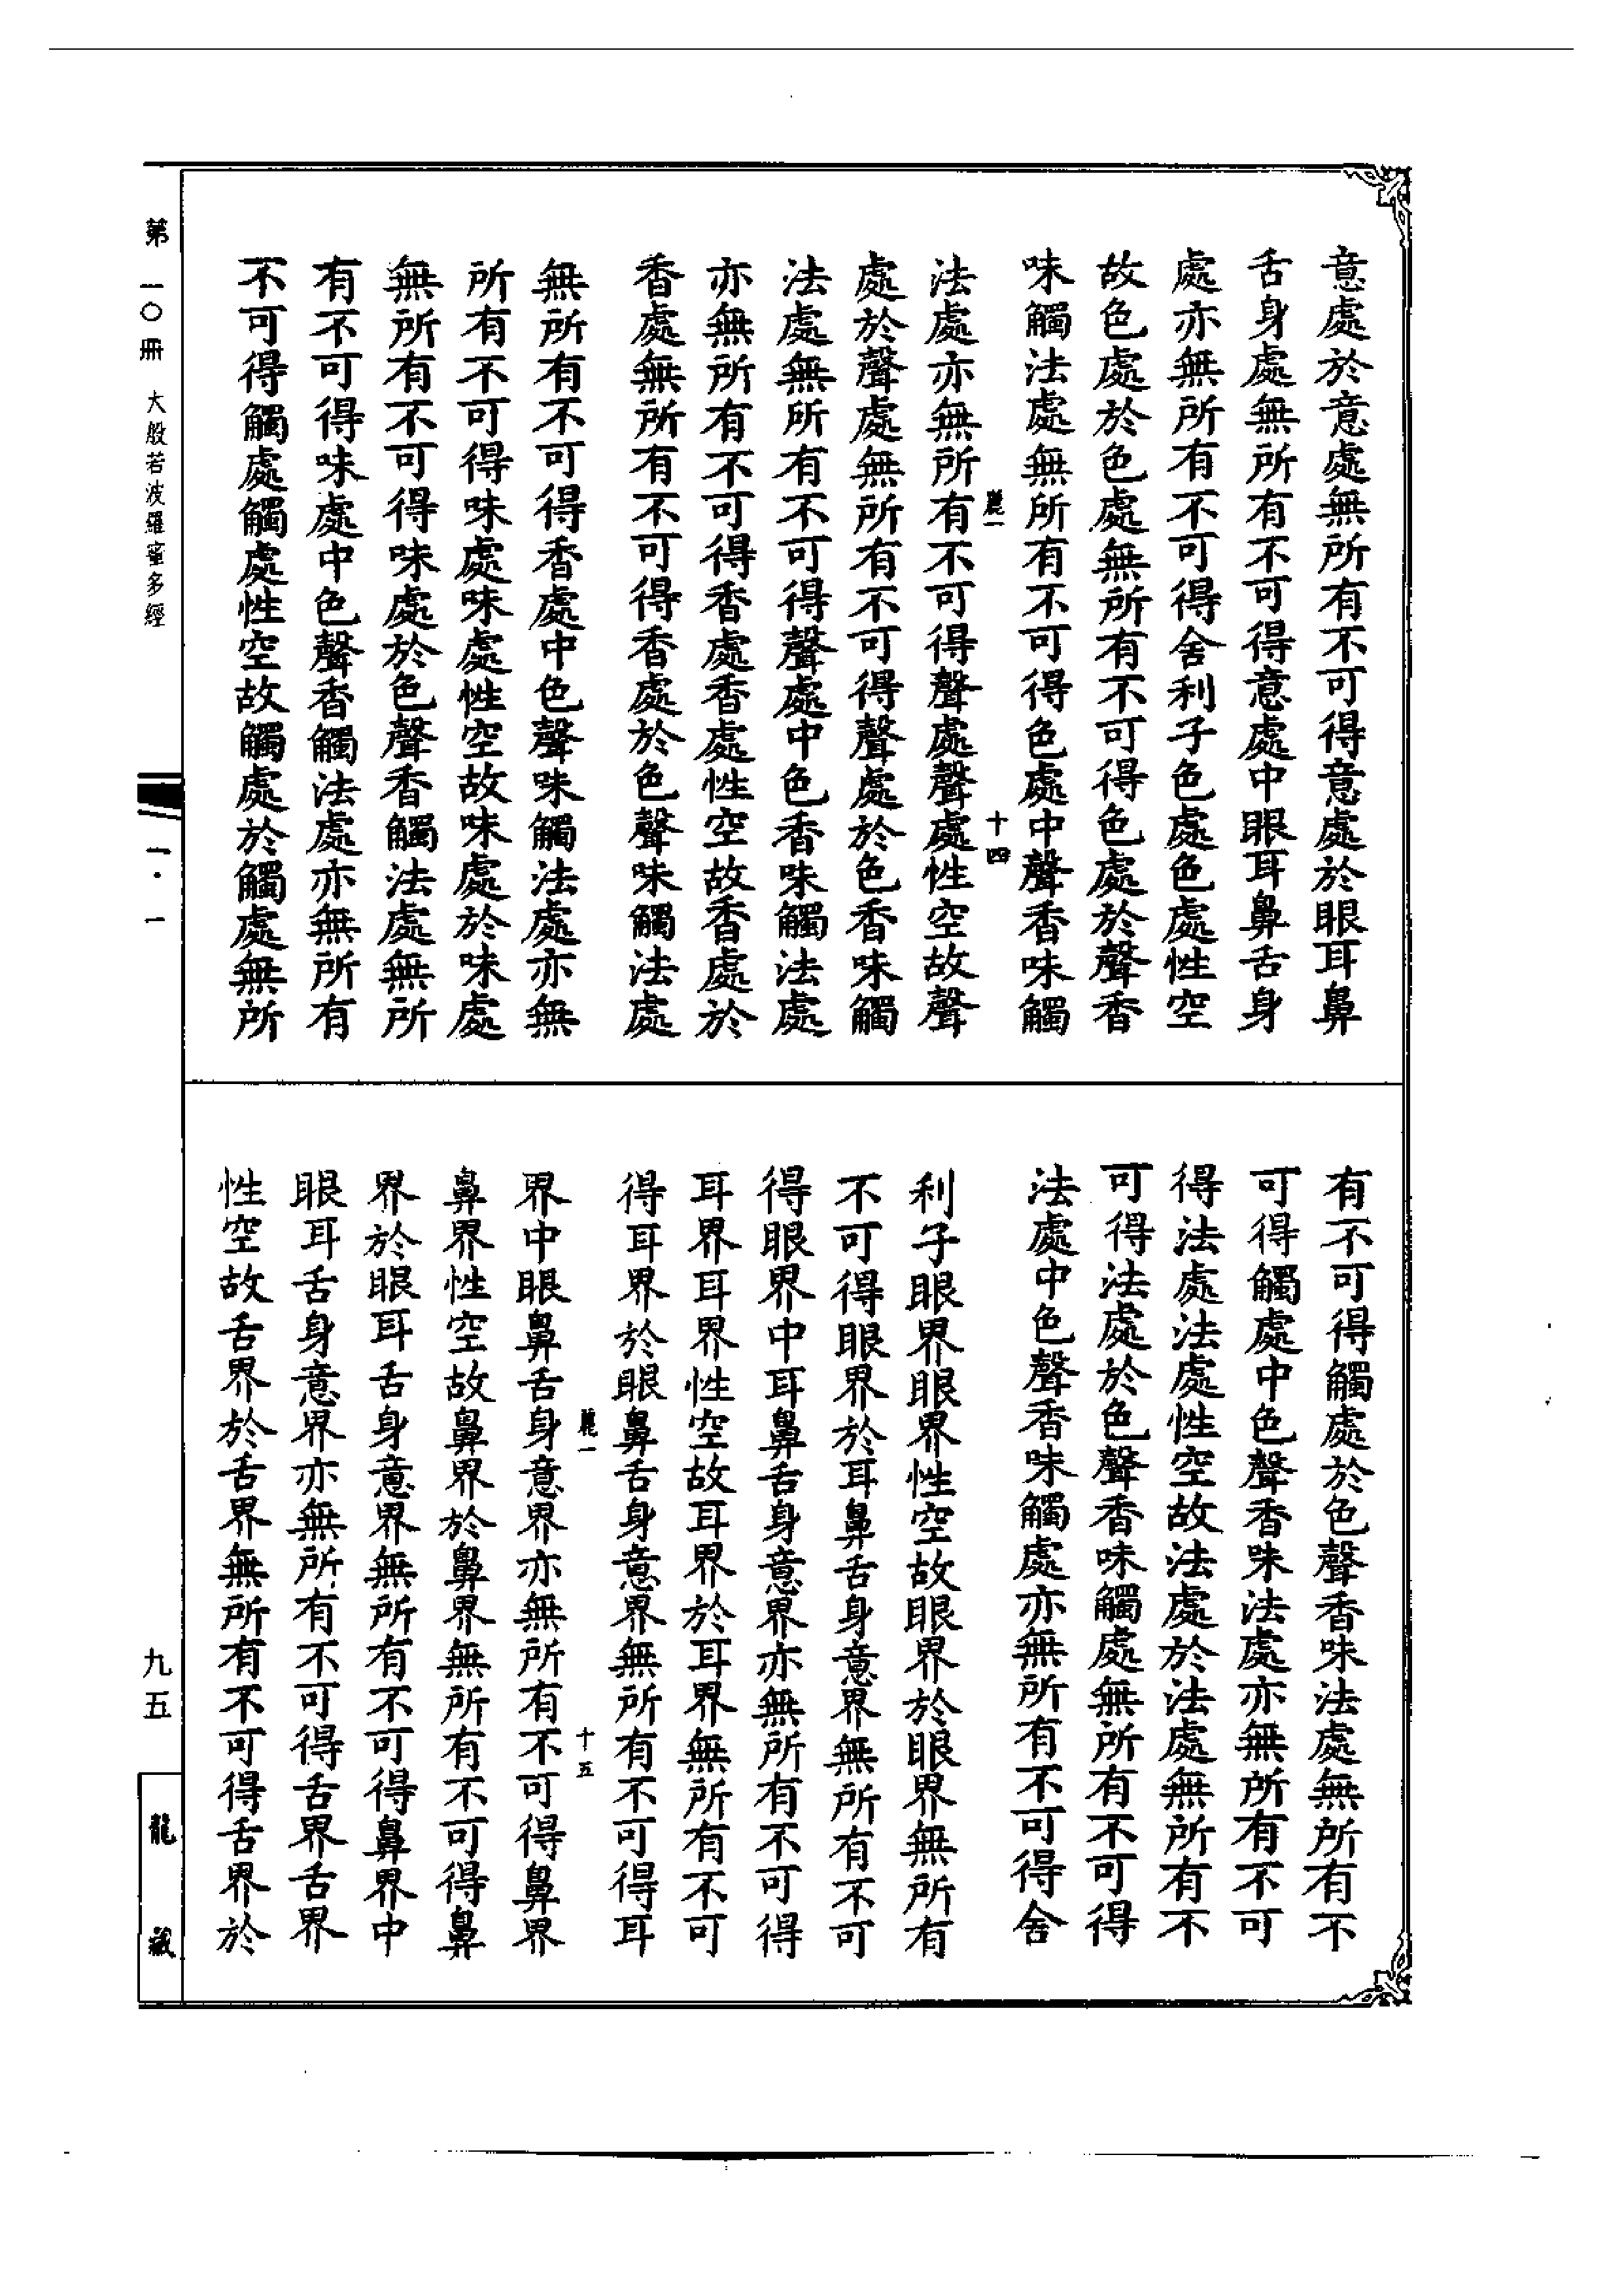 意處於意處無所有不可得意處於眼耳鼻
舌身處無所有不可得意處中眼耳鼻舌身
處亦無所有不可得舍利子色處色處性空
故色處於色處無所有不可得色處於聲香
味觸法處無所有不可得色處中聲香味觸
麗一 十四
法處亦無所有不可得聲處聲處性空故聲
處於聲處無所有不可得聲處於色香味觸
法處無所有不可得聲處中色香味觸法處
亦無所有不可得香處香處性空故香處於
香處無所有不可得香處於色聲味觸法處
無所有不可得香處中色聲味觸法處亦無
所有不可得味處味處性空故味處於味處
無所有不可得味處於色聲香觸法處無所
有不可得味處中色聲香觸法處亦無所有
不可得觸處觸處性空故觸處於觸處無所
有不可得觸處於色聲香味法處無所有不
可得觸處中色聲香味法處亦無所有不可
得法處法處性空故法處於法處無所有不
可得法處於色聲香味觸處無所有不可得
法處中色聲香味觸處亦無所有不可得舍
利子眼界眼界性空故眼界於眼界無所有
不可得眼界於耳鼻舌身意界無所有不可
得眼界中耳鼻舌身意界亦無所有不可得
耳界耳界性空故耳界於耳界無所有不可
得耳界於眼鼻舌身意界無所有不可得耳
麗一 十五
界中眼鼻舌身意界亦無所有不可得鼻界
鼻界性空故鼻界於鼻界無所有不可得鼻
界於眼耳舌身意界無所有不可得鼻界中
眼耳舌身意界亦無所有不可得舌界舌界
性空故舌界於舌界無所有不可得舌界於
第一〇冊 大般若波羅蜜多經
一·一
九五
龍藏